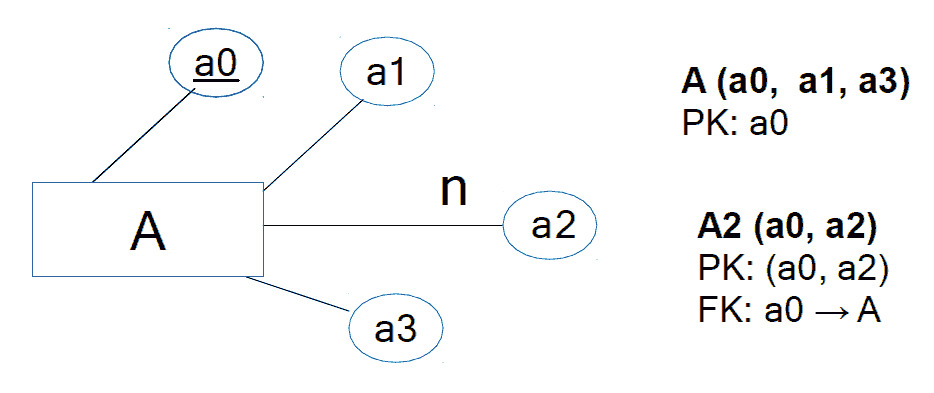 a0
a1
n
A
a2
a3
A (a0, a1, a3)
PK: a0
A2 (a0, a2)
PK: (a0, a2)
FK: a0 → A